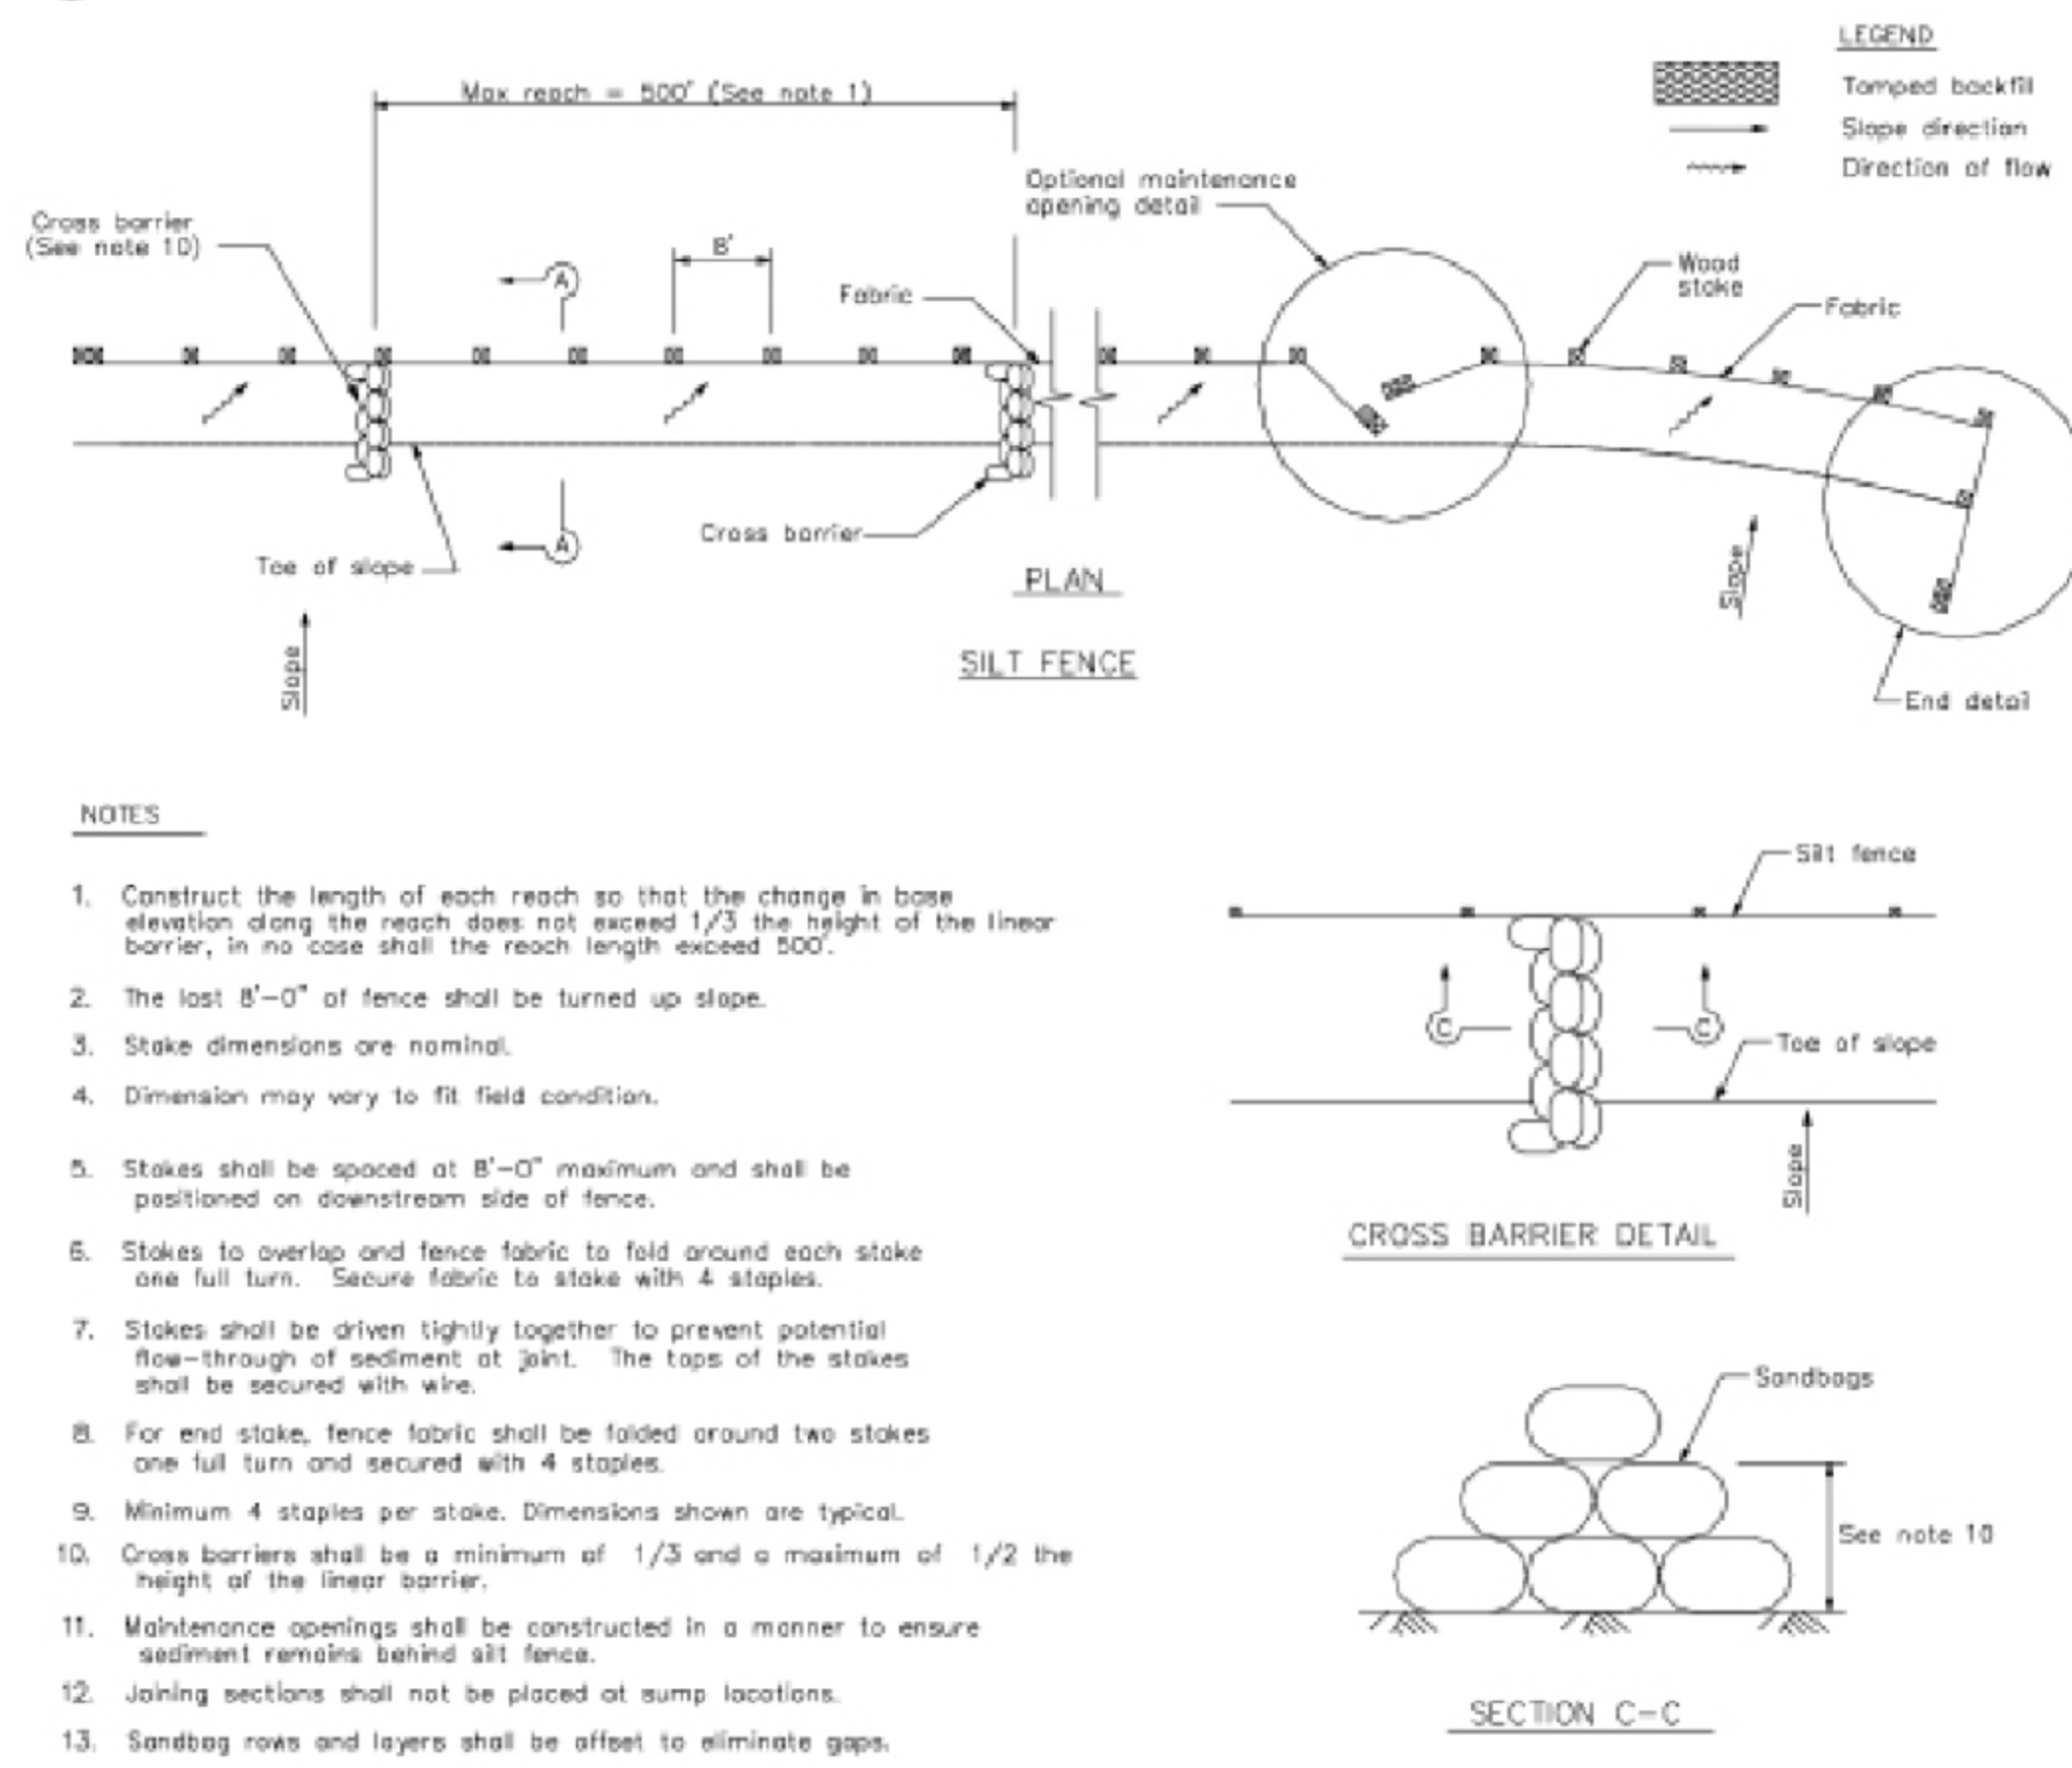 LEGEND
Tamped backfill
Slope direction
Direction of flow
Max reach = 500' (See note 1)
Optional maintenance
opening detail
Cross barrier
(See note 10)
A
8'
Fabric
Wood
stake
Fabric
Cross barrier
A
Toe of slope
PLAN
Slope
Slope
SILT FENCE
End detail
NOTES
1. Construct the length of each reach so that the change in base
elevation along the reach does not exceed 1/3 the height of the linear
barrier, in no case shall the reach length exceed 500'.
2. The last 8'-0" of fence shall be turned up slope.
3. Stake dimensions are nominal.
4. Dimension may vary to fit field condition.
5. Stakes shall be spaced at 8'-0" maximum and shall be
positioned on downstream side of fence.
6. Stakes to overlap and fence fabric to fold around each stake
one full turn. Secure fabric to stake with 4 staples.
7. Stakes shall be driven tightly together to prevent potential
flow-through of sediment at joint. The tops of the stakes
shall be secured with wire.
8. For end stake, fence fabric shall be folded around two stakes
one full turn and secured with 4 staples.
9. Minimum 4 staples per stake. Dimensions shown are typical.
10. Cross barriers shall be a minimum of 1/3 and a maximum of 1/2 the
height of the linear barrier.
11. Maintenance openings shall be constructed in a manner to ensure
sediment remains behind silt fence.
12. Joining sections shall not be placed at sump locations.
13. Sandbag rows and layers shall be offset to eliminate gaps.
Silt fence
C
C
Toe of slope
Slope
CROSS BARRIER DETAIL
Sandbags
See note 10
SECTION C-C